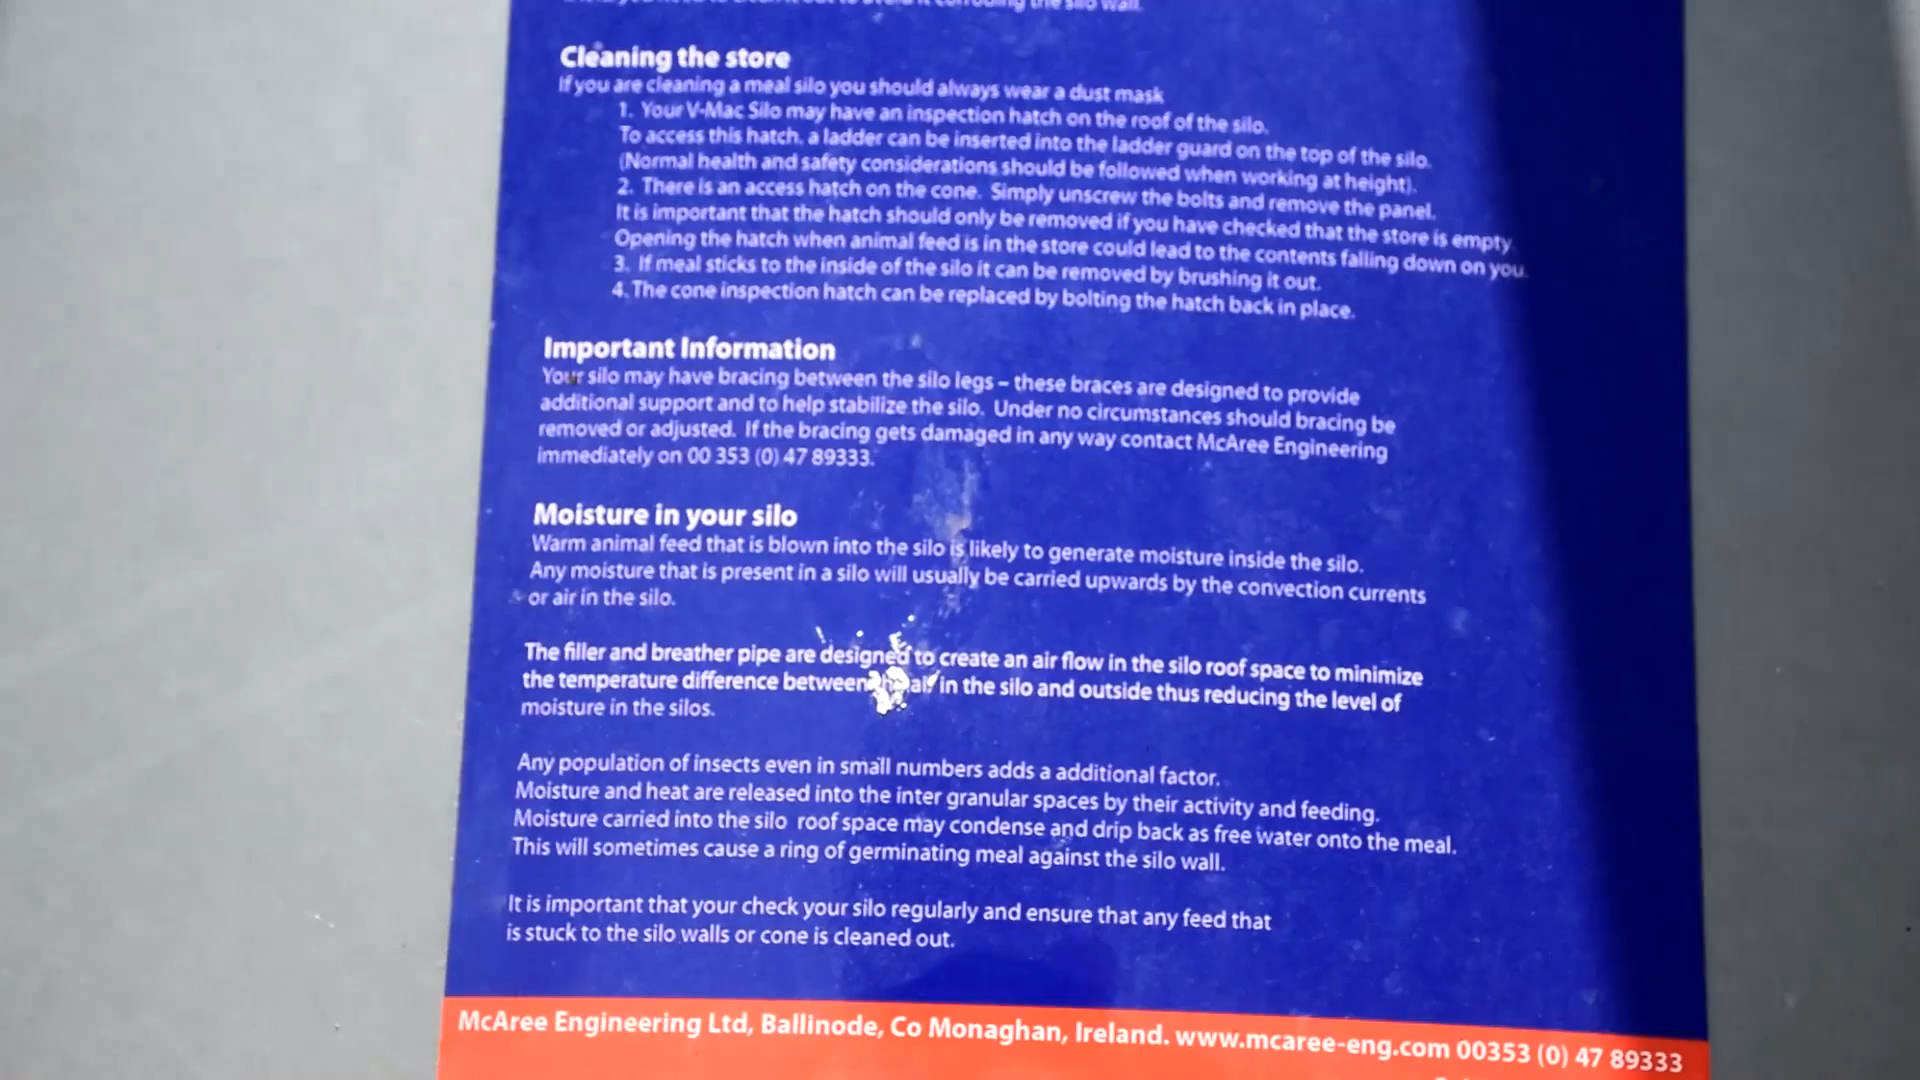 the silo wall.
Cleaning the store
If you are cleaning a meal silo you should always wear a dust mask
1. Your V-Mac Silo may have an inspection hatch on the roof of the silo.
To access this hatch, a ladder can be inserted into the ladder guard on the top of the silo.
(Normal health and safety considerations should be followed when working at height).
2. There is an access hatch on the cone. Simply unscrew the bolts and remove the panel.
It is important that the hatch should only be removed if you have checked that the store is empty.
Opening the hatch when animal feed is in the store could lead to the contents falling down on you.
3. If meal sticks to the inside of the silo it can be removed by brushing it out.
4. The cone inspection hatch can be replaced by bolting the hatch back in place.
Important Information
Your silo may have bracing between the silo legs – these braces are designed to provide
additional support and to help stabilize the silo. Under no circumstances should bracing be
removed or adjusted. If the bracing gets damaged in any way contact McAree Engineering
immediately on 00 353 (0) 47 89333.
Moisture in your silo
Warm animal feed that is blown into the silo is likely to generate moisture inside the silo.
Any moisture that is present in a silo will usually be carried upwards by the convection currents
or air in the silo.
The filler and breather pipe are designed to create an air flow in the silo roof space to minimize
the temperature difference between in the silo and outside thus reducing the level of
moisture in the silos.
Any population of insects even in small numbers adds a additional factor.
Moisture and heat are released into the inter granular spaces by their activity and feeding.
Moisture carried into the silo roof space may condense and drip back as free water onto the meal.
This will sometimes cause a ring of germinating meal against the silo wall.
It is important that your check your silo regularly and ensure that any feed that
is stuck to the silo walls or cone is cleaned out.
McAree Engineering Ltd, Ballinode, Co Monaghan, Ireland. www.mcaree-eng.com 00353 (0) 47 89333